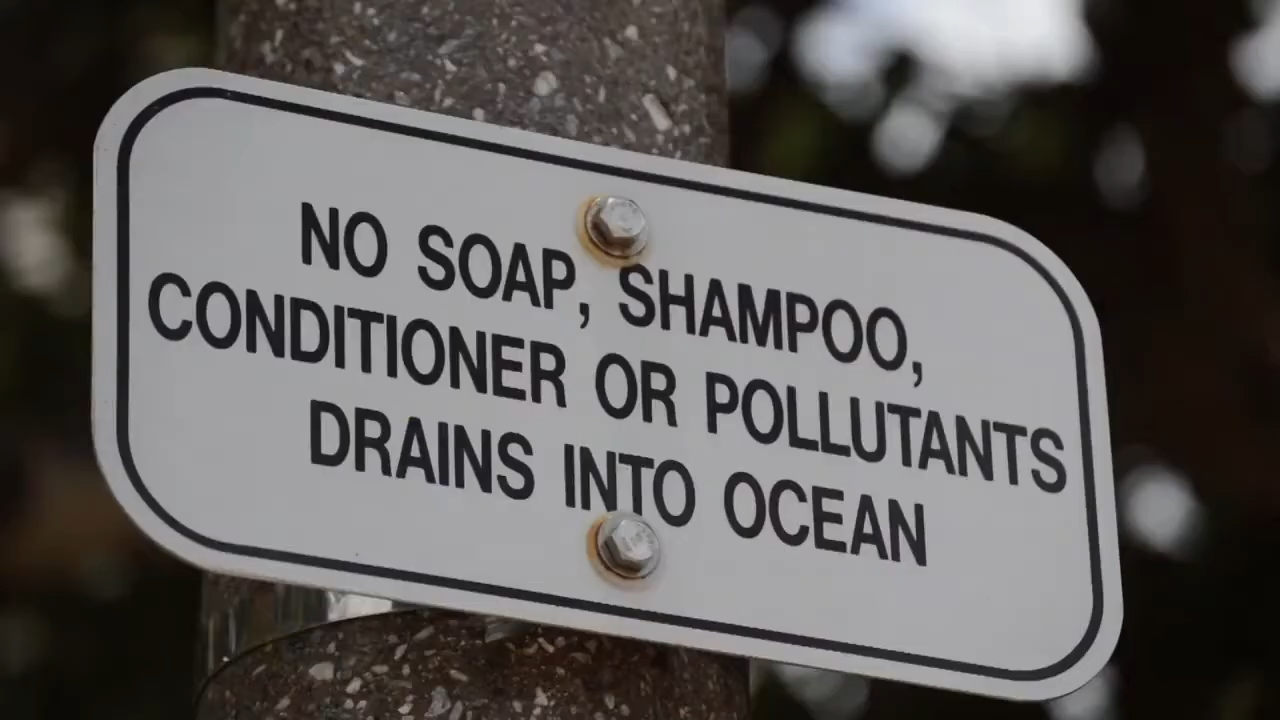 NO SOAP, SHAMPOO,
CONDITIONER OR POLLUTANTS
DRAINS INTO OCEAN